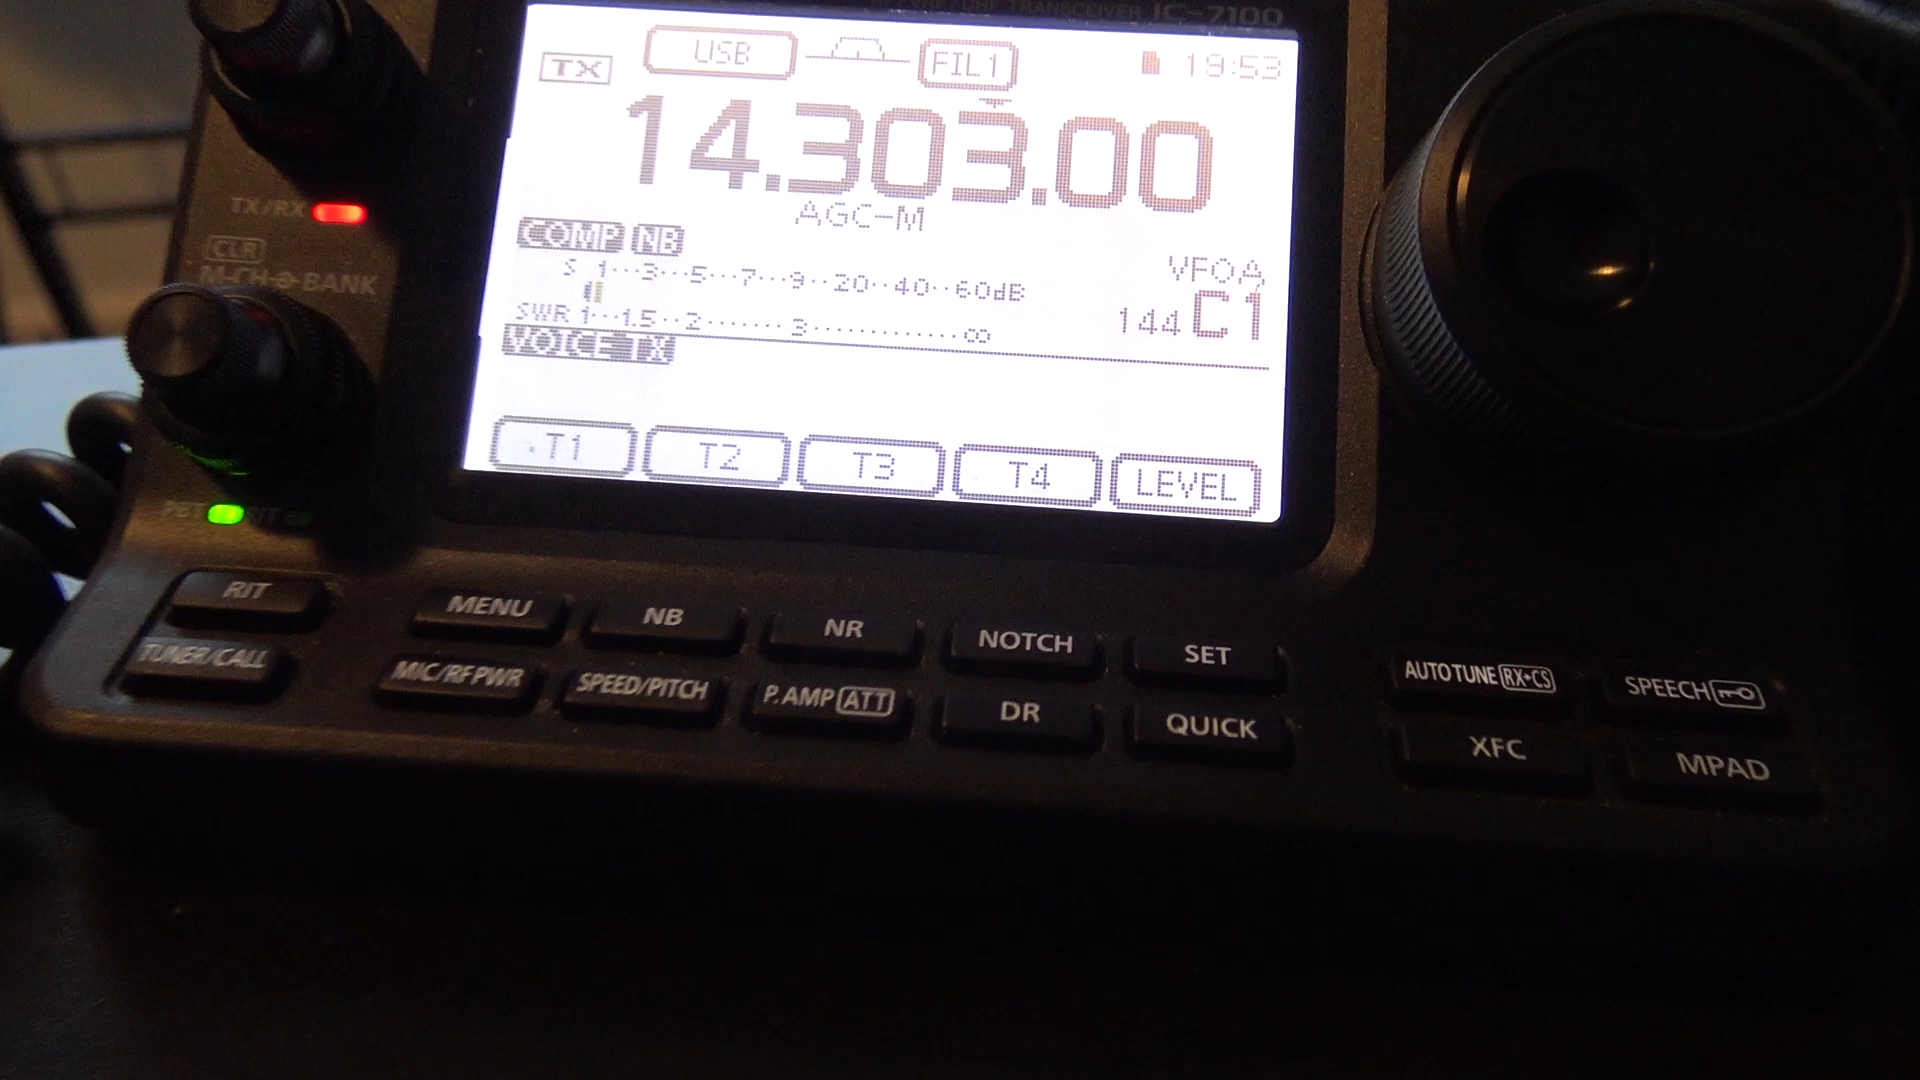 TRANSCEIVER IC-7100
TX USB FIL1 19:53
14.303.00
AGC-M
TX/RX
COMP NB
CLR
M-CH BANK
S 1···3···5···7···9··20··40··60dB
VFOA
SWR 1···1.5··2·······3············∞
144 C1
VOICE TX
T1 T2 T3 T4 LEVEL
RIT
MENU NB NR NOTCH SET
TUNER/CALL MIC/RF PWR SPEED/PITCH P.AMP ATT DR QUICK
AUTO TUNE RX→CS SPEECH
XFC MPAD